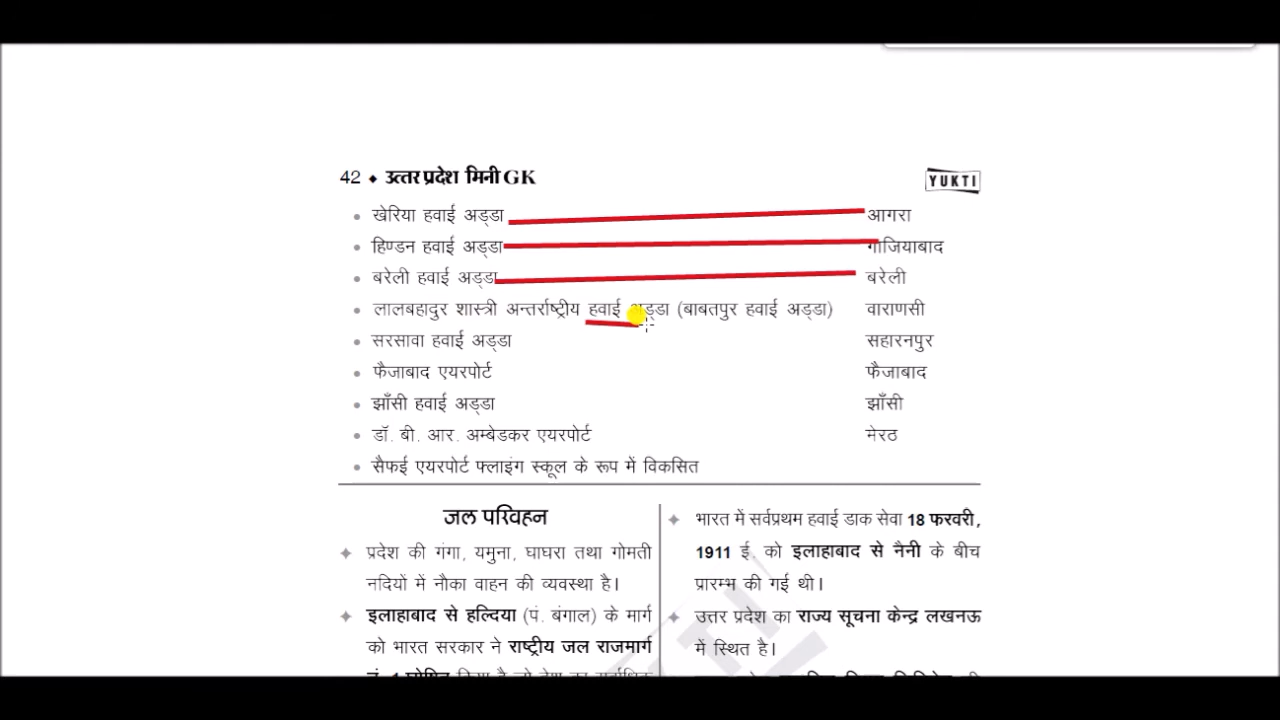 42 ◆ उत्तर प्रदेश मिनी GK
YUKTI
• खेरिया हवाई अड्डा आगरा
• हिण्डन हवाई अड्डा गाजियाबाद
• बरेली हवाई अड्डा बरेली
• लालबहादुर शास्त्री अन्तर्राष्ट्रीय हवाई अड्डा (बाबतपुर हवाई अड्डा) वाराणसी
• सरसावा हवाई अड्डा सहारनपुर
• फैजाबाद एयरपोर्ट फैजाबाद
• झाँसी हवाई अड्डा झाँसी
• डॉ. बी. आर. अम्बेडकर एयरपोर्ट मेरठ
• सैफई एयरपोर्ट फ्लाइंग स्कूल के रूप में विकसित
जल परिवहन
प्रदेश की गंगा, यमुना, घाघरा तथा गोमती
नदियों में नौका वाहन की व्यवस्था है।
इलाहाबाद से हल्दिया (पं. बंगाल) के मार्ग
को भारत सरकार ने राष्ट्रीय जल राजमार्ग
भारत में सर्वप्रथम हवाई डाक सेवा 18 फरवरी,
1911 ई. को इलाहाबाद से नैनी के बीच
प्रारम्भ की गई थी।
उत्तर प्रदेश का राज्य सूचना केन्द्र लखनऊ
में स्थित है।